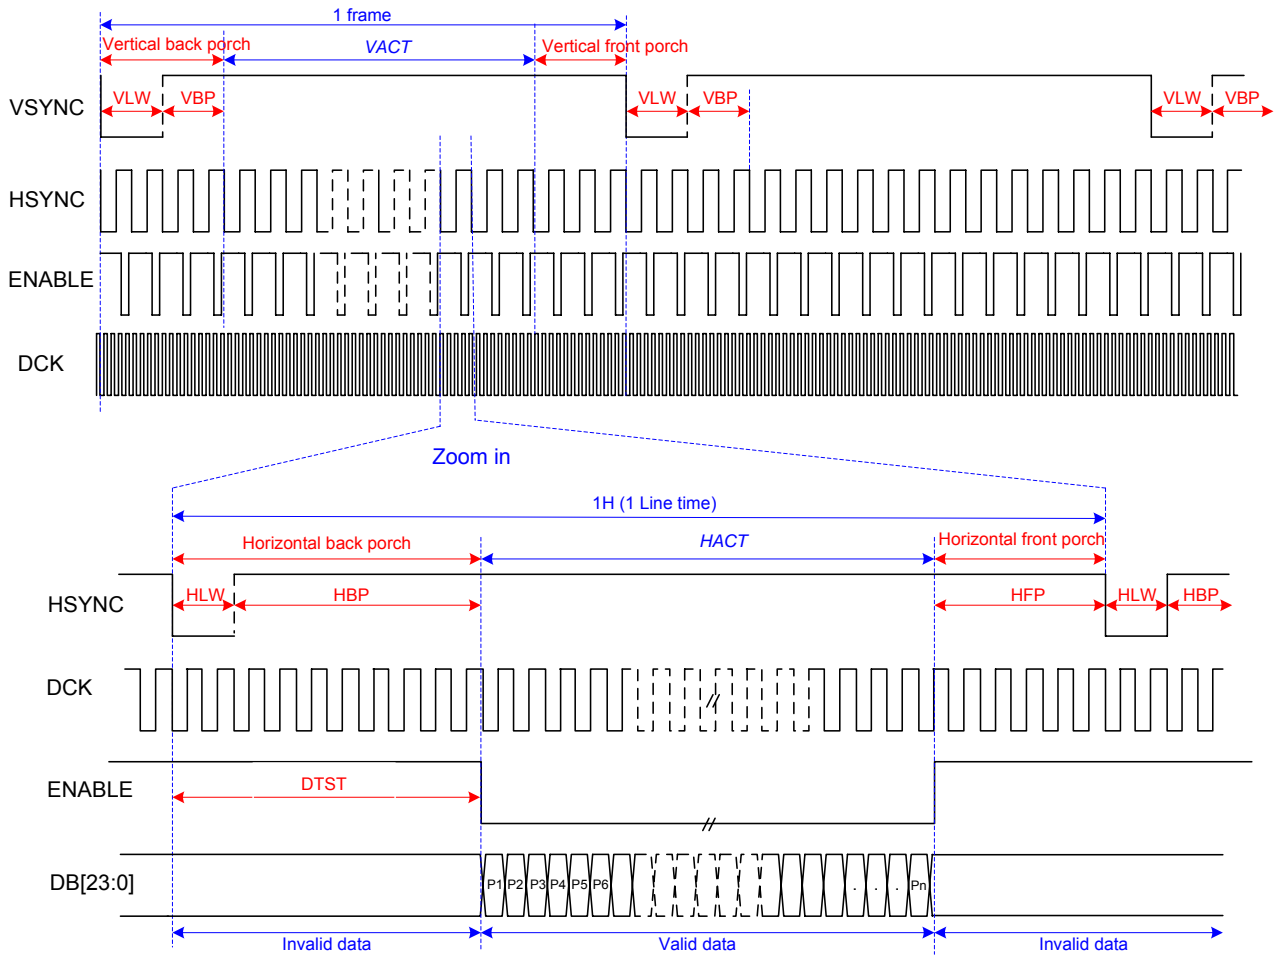 1 frame
Vertical back porch VACT Vertical front porch
VSYNC VLW VBP VLW VBP VLW VBP
HSYNC
ENABLE
DCK
Zoom in
1H (1 Line time)
Horizontal back porch HACT Horizontal front porch
HSYNC HLW HBP HFP HLW HBP
DCK //
ENABLE DTST //
DB[23:0] P1 P2 P3 P4 P5 P6 . . . Pn
Invalid data Valid data Invalid data